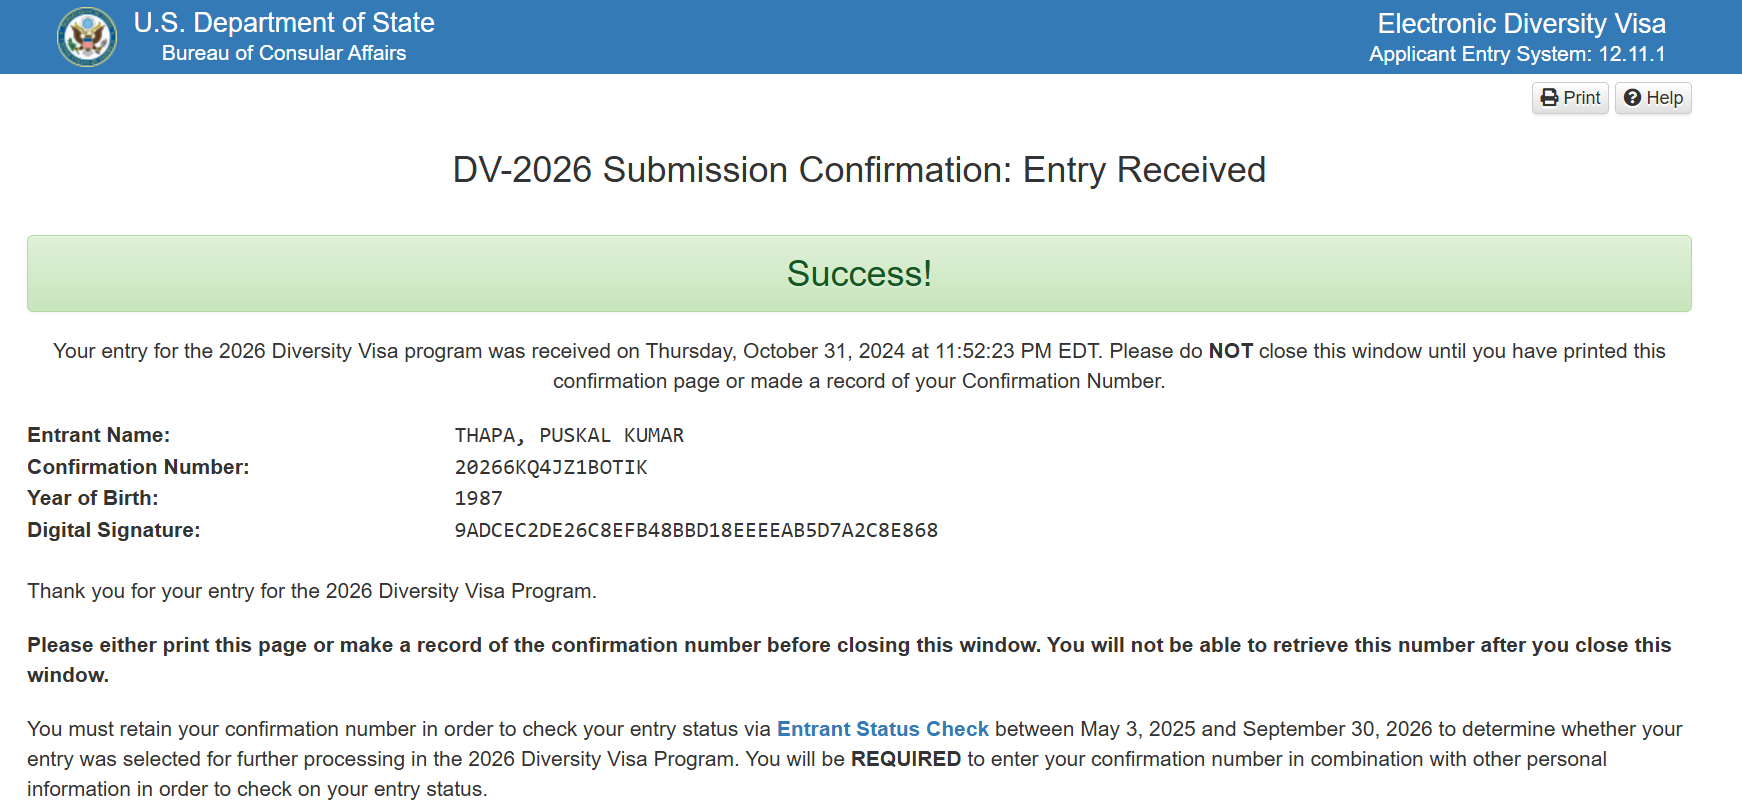 U.S. Department of State
Bureau of Consular Affairs
Electronic Diversity Visa
Applicant Entry System: 12.11.1
Print
Help
DV-2026 Submission Confirmation: Entry Received
Success!
Your entry for the 2026 Diversity Visa program was received on Thursday, October 31, 2024 at 11:52:23 PM EDT. Please do NOT close this window until you have printed this
confirmation page or made a record of your Confirmation Number.
Entrant Name: THAPA, PUSKAL KUMAR
Confirmation Number: 20266KQ4JZ1BOTIK
Year of Birth: 1987
Digital Signature: 9ADCEC2DE26C8EFB48BBD18EEEEAB5D7A2C8E868
Thank you for your entry for the 2026 Diversity Visa Program.
Please either print this page or make a record of the confirmation number before closing this window. You will not be able to retrieve this number after you close this
window.
You must retain your confirmation number in order to check your entry status via Entrant Status Check between May 3, 2025 and September 30, 2026 to determine whether your
entry was selected for further processing in the 2026 Diversity Visa Program. You will be REQUIRED to enter your confirmation number in combination with other personal
information in order to check on your entry status.